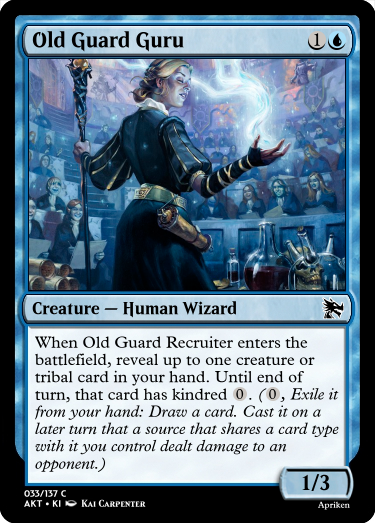 Old Guard Guru 1
Creature — Human Wizard
When Old Guard Recruiter enters the
battlefield, reveal up to one creature or
tribal card in your hand. Until end of
turn, that card has kindred 0. (0, Exile it
from your hand: Draw a card. Cast it on a
later turn that a source that shares a card type
with it you control dealt damage to an
opponent.)
1/3
033/137 C
AKT • KI Kai Carpenter
Apriken